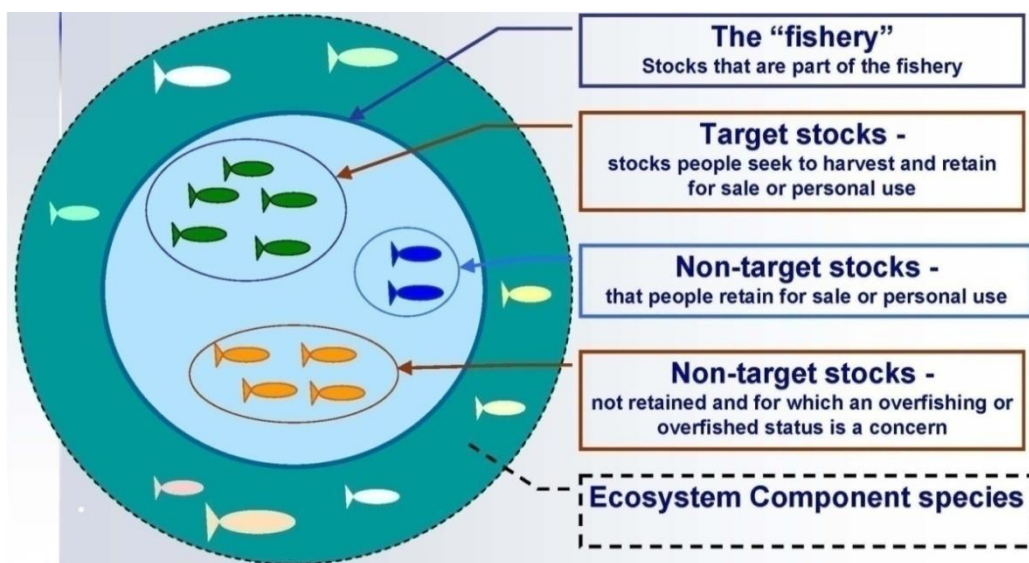 The “fishery”
Stocks that are part of the fishery
Target stocks -
stocks people seek to harvest and retain
for sale or personal use
Non-target stocks -
that people retain for sale or personal use
Non-target stocks -
not retained and for which an overfishing or
overfished status is a concern
Ecosystem Component species